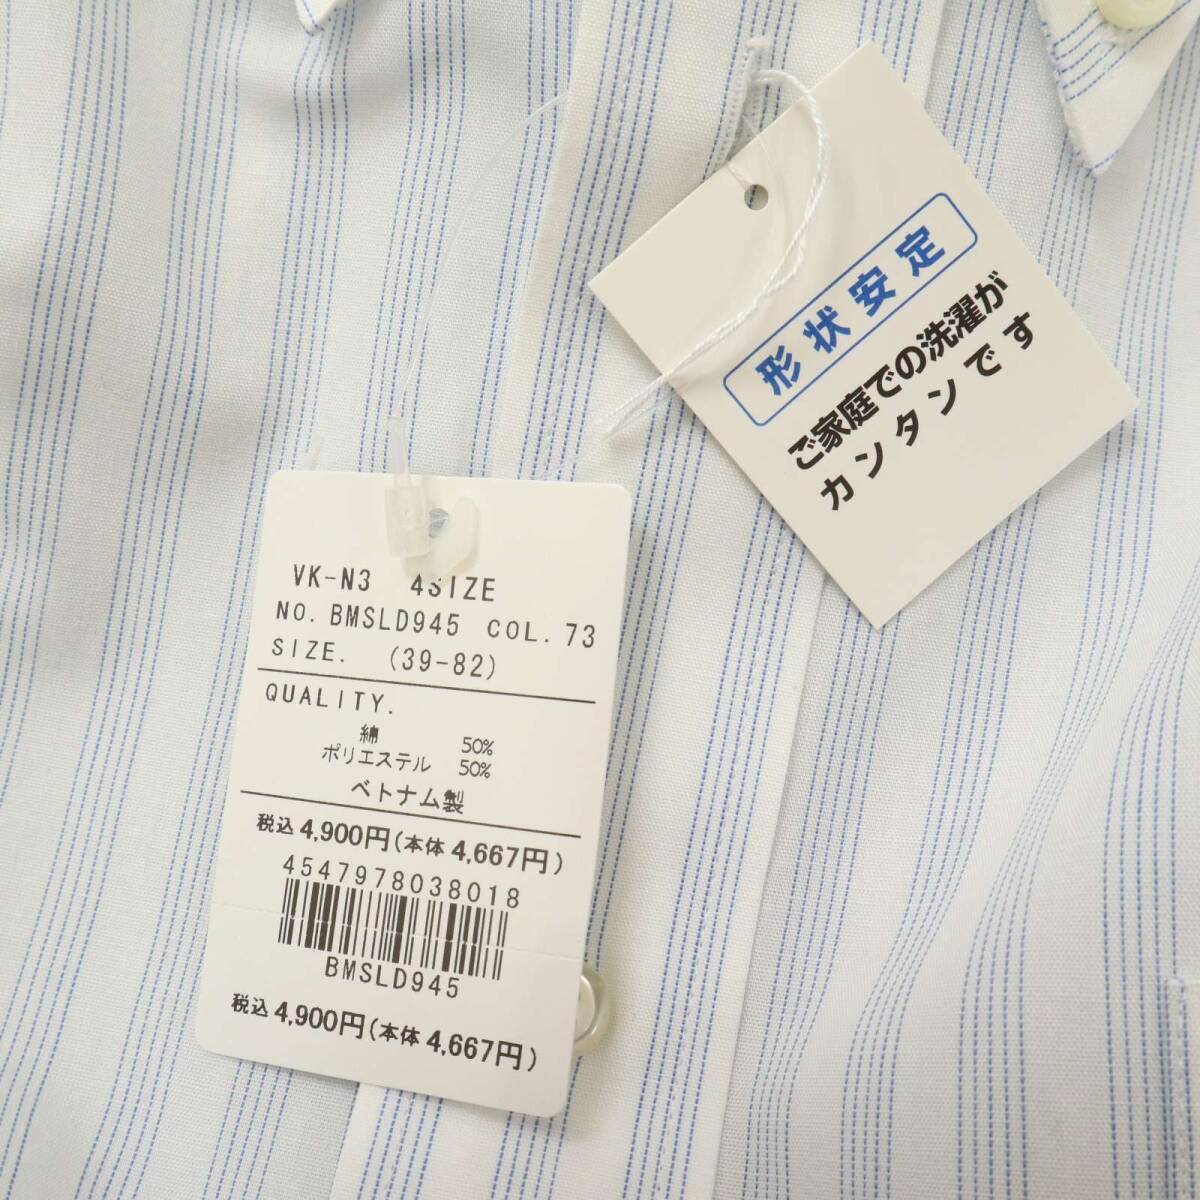 形状安定
ご家庭での洗濯が
カンタンです
VK-N3 4SIZE
NO. BMSLD945 COL. 73
SIZE. (39-82)
QUALITY.
綿 50%
ポリエステル 50%
ベトナム製
税込 4,900円(本体 4,667円)
4547978038018
BMSLD945
税込 4,900円(本体 4,667円)